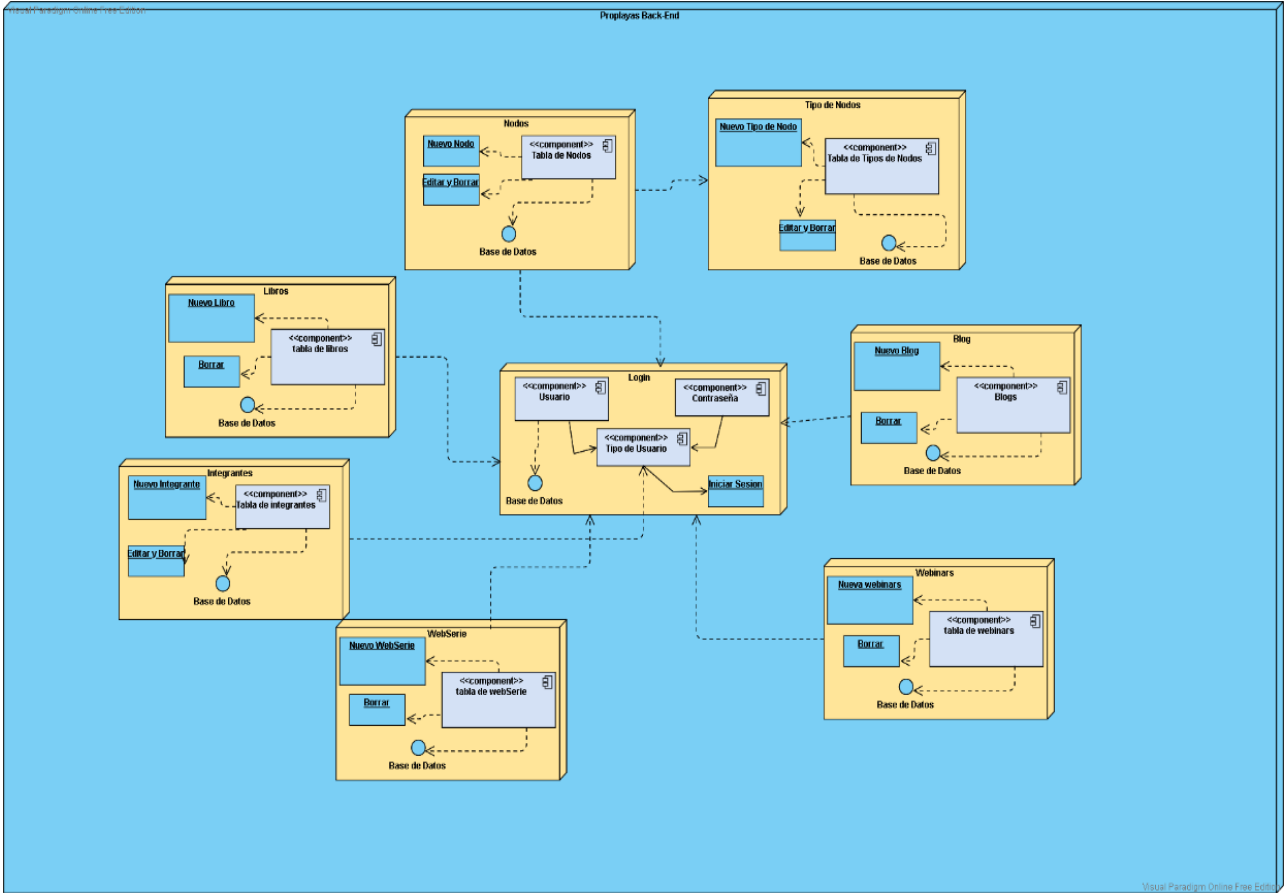 Visual Paradigm Online Free Edition
Proplayas Back-End
Nodos
Nuevo Nodo
<<component>>
Tabla de Nodos
Editar y Borrar
Base de Datos
Tipo de Nodos
Nuevo Tipo de Nodo
<<component>>
Tabla de Tipos de Nodos
Editar y Borrar
Base de Datos
Libros
Nuevo Libro
<<component>>
tabla de libros
Borrar
Base de Datos
Login
<<component>>
Usuario
<<component>>
Contraseña
<<component>>
Tipo de Usuario
Iniciar Sesion
Base de Datos
Blog
Nuevo Blog
<<component>>
Blogs
Borrar
Base de Datos
Integrantes
Nuevo Integrante
<<component>>
Tabla de integrantes
Editar y Borrar
Base de Datos
WebSerie
Nuevo WebSerie
<<component>>
tabla de webSerie
Borrar
Base de Datos
Webinars
Nueva webinars
<<component>>
tabla de webinars
Borrar
Base de Datos
Visual Paradigm Online Free Edition